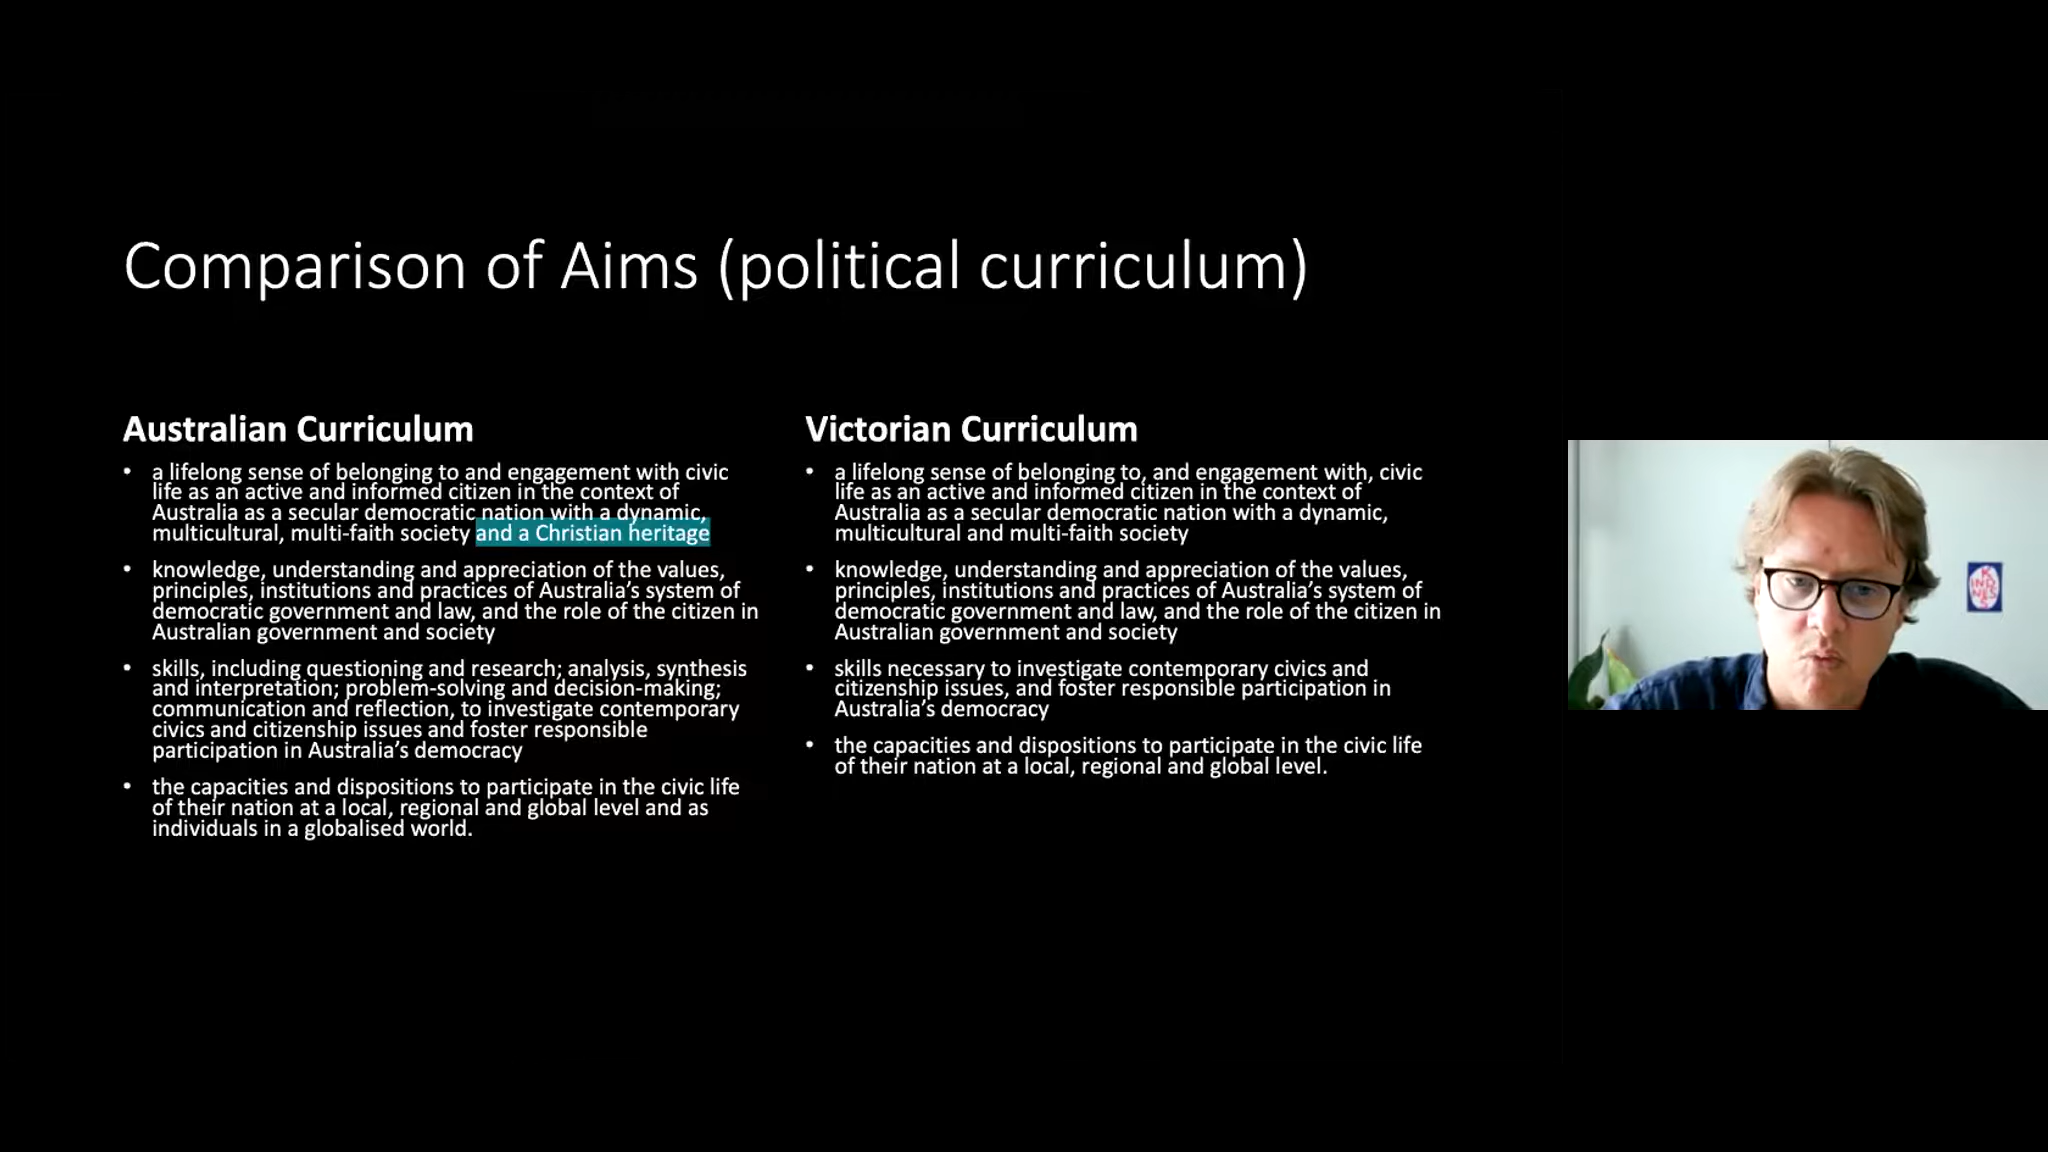 Comparison of Aims (political curriculum)
Australian Curriculum
• a lifelong sense of belonging to and engagement with civic
life as an active and informed citizen in the context of
Australia as a secular democratic nation with a dynamic,
multicultural, multi-faith society and a Christian heritage
• knowledge, understanding and appreciation of the values,
principles, institutions and practices of Australia’s system of
democratic government and law, and the role of the citizen in
Australian government and society
• skills, including questioning and research; analysis, synthesis
and interpretation; problem-solving and decision-making;
communication and reflection, to investigate contemporary
civics and citizenship issues and foster responsible
participation in Australia’s democracy
• the capacities and dispositions to participate in the civic life
of their nation at a local, regional and global level and as
individuals in a globalised world.
Victorian Curriculum
• a lifelong sense of belonging to, and engagement with, civic
life as an active and informed citizen in the context of
Australia as a secular democratic nation with a dynamic,
multicultural and multi-faith society
• knowledge, understanding and appreciation of the values,
principles, institutions and practices of Australia’s system of
democratic government and law, and the role of the citizen in
Australian government and society
• skills necessary to investigate contemporary civics and
citizenship issues, and foster responsible participation in
Australia’s democracy
• the capacities and dispositions to participate in the civic life
of their nation at a local, regional and global level.